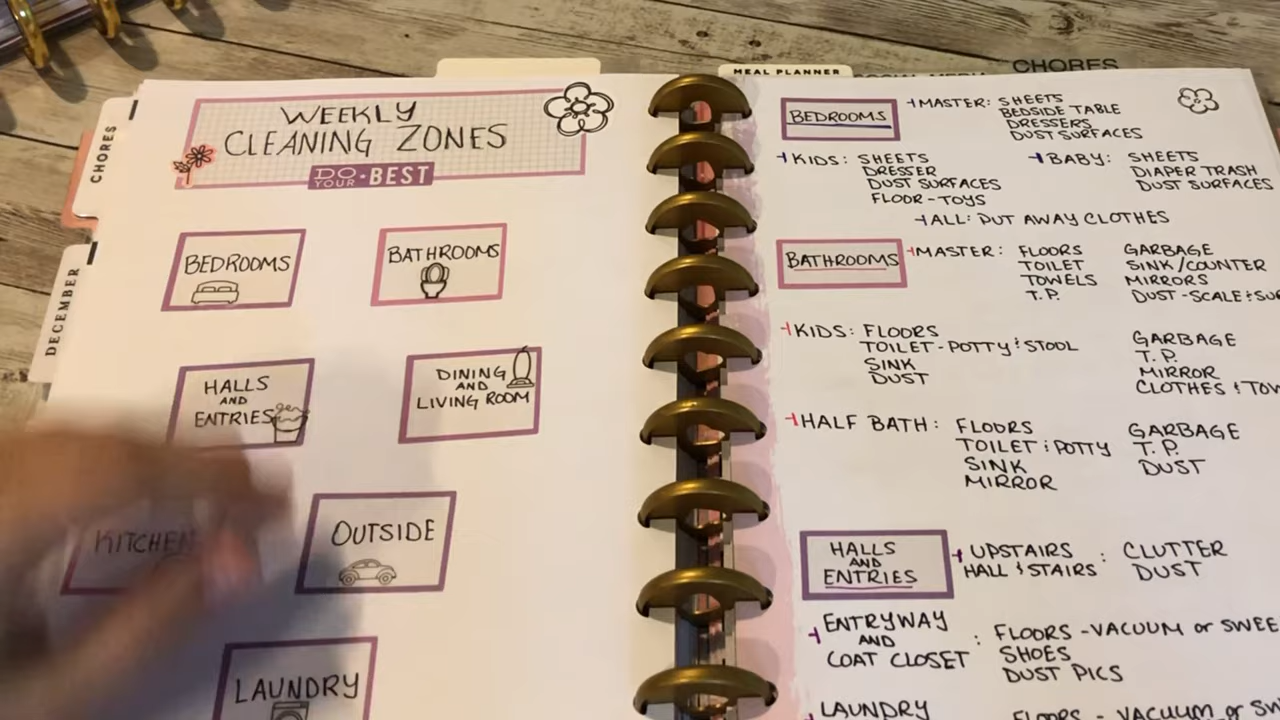 MEAL PLANNER
CHORES
CHORES
DECEMBER
WEEKLY
CLEANING ZONES
DO YOUR · BEST
BEDROOMS
BATHROOMS
HALLS
AND
ENTRIES
DINING
AND
LIVING ROOM
KITCHEN
OUTSIDE
LAUNDRY
BEDROOMS
MASTER: SHEETS
BEDSIDE TABLE
DRESSERS
DUST SURFACES
KIDS: SHEETS
DRESSER
DUST SURFACES
FLOOR - TOYS
BABY: SHEETS
DIAPER TRASH
DUST SURFACES
ALL: PUT AWAY CLOTHES
BATHROOMS
MASTER: FLOORS GARBAGE
TOILET SINK/COUNTER
TOWELS MIRRORS
T.P. DUST - SCALE &
KIDS: FLOORS GARBAGE
TOILET - POTTY & STOOL T.P.
SINK MIRROR
DUST CLOTHES &
HALF BATH: FLOORS GARBAGE
TOILET & POTTY T.P.
SINK DUST
MIRROR
HALLS
AND
ENTRIES
UPSTAIRS
HALL & STAIRS : CLUTTER
DUST
ENTRYWAY
AND
COAT CLOSET : FLOORS - VACUUM or
SHOES
DUST PICS
LAUNDRY
FLOORS - VACUUM or